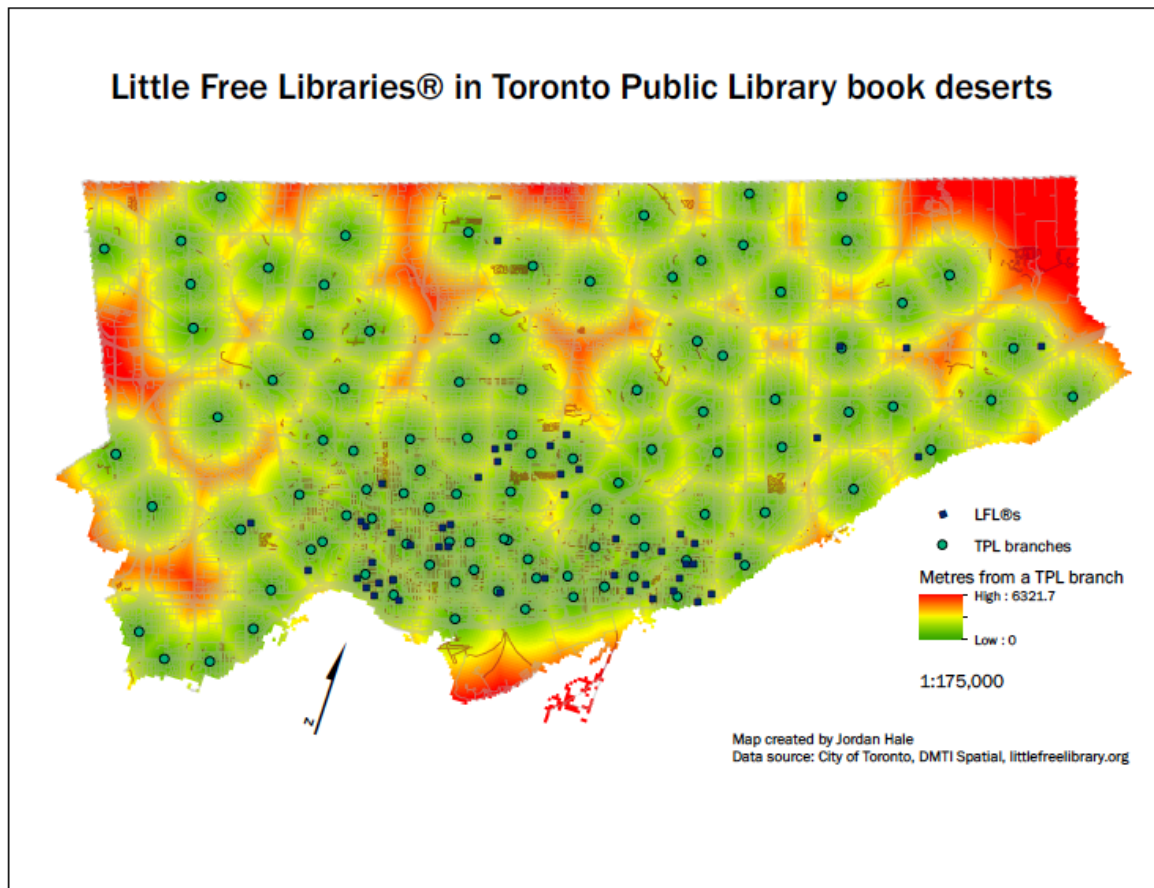 Little Free Libraries® in Toronto Public Library book deserts
LFL®s
TPL branches
Metres from a TPL branch
High : 6321.7
Low : 0
1:175,000
N
Map created by Jordan Hale
Data source: City of Toronto, DMTI Spatial, littlefreelibrary.org